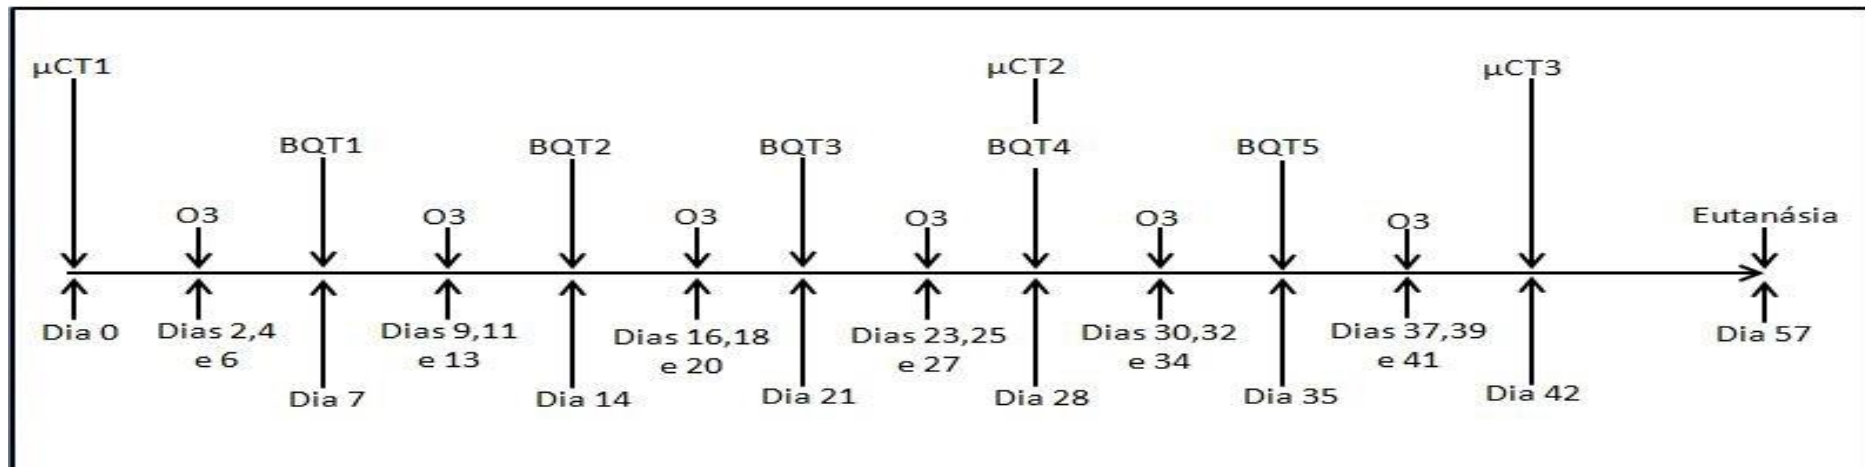 µCT1
µCT2
µCT3
BQT1
BQT2
BQT3
BQT4
BQT5
O3
O3
O3
O3
O3
O3
Eutanásia
Dia 0
Dias 2,4
e 6
Dias 9,11
e 13
Dias 16,18
e 20
Dias 23,25
e 27
Dias 30,32
e 34
Dias 37,39
e 41
Dia 57
Dia 7
Dia 14
Dia 21
Dia 28
Dia 35
Dia 42